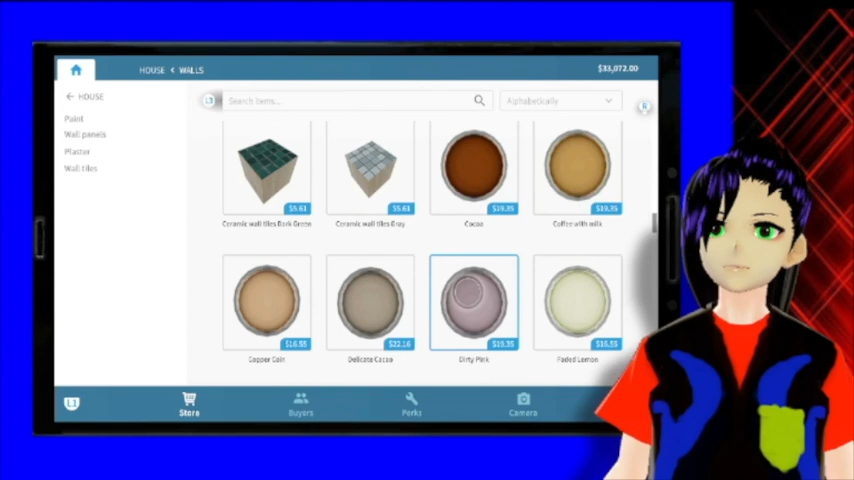 HOUSE < WALLS
$33,072.00
← HOUSE
Paint
Wall panels
Plaster
Wall tiles
L3
Search items...
Alphabetically
R
$5.61
$5.61
$19.35
$19.35
Ceramic wall tiles Dark Green
Ceramic wall tiles Gray
Cocoa
Coffee with milk
$16.55
$22.16
$19.35
$16.55
Copper Coin
Delicate Cacao
Dirty Pink
Faded Lemon
Store
Buyers
Perks
Camera